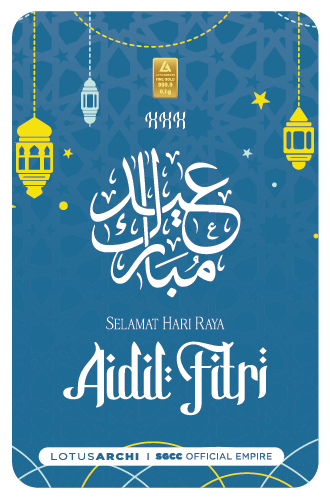 LOTUS ARCHI
FINE GOLD
999.9
0.1g
عيد
مبارك
SELAMAT HARI RAYA
Aidil Fitri
LOTUSARCHI | SGCC OFFICIAL EMPIRE